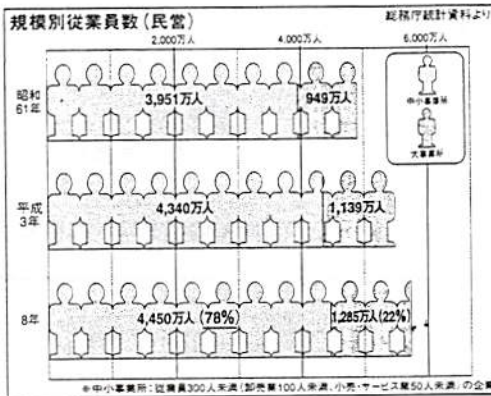 規模別従業員数(民営)
総務庁統計資料より
2,000万人 4,000万人 6,000万人
中小事業所
大事業所
昭和
61年
3,951万人 949万人
平成
3年
4,340万人 1,139万人
8年
4,450万人(78%) 1,285万人(22%)
※中小事業所:従業員300人未満(卸売業100人未満、小売・サービス業50人未満)の企業